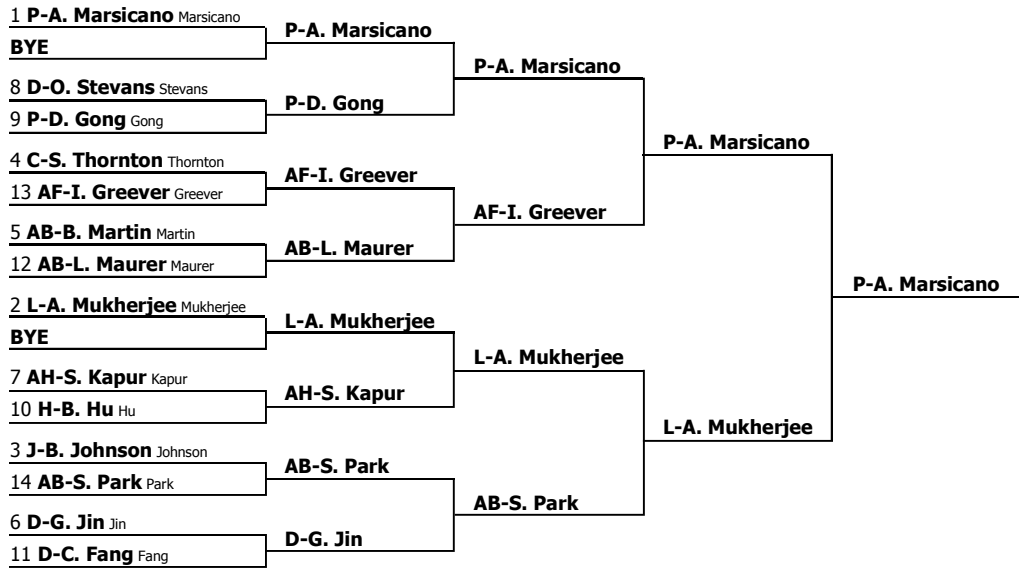 1 P-A. Marsicano Marsicano
BYE
8 D-O. Stevans Stevans
9 P-D. Gong Gong
4 C-S. Thornton Thornton
13 AF-I. Greever Greever
5 AB-B. Martin Martin
12 AB-L. Maurer Maurer
2 L-A. Mukherjee Mukherjee
BYE
7 AH-S. Kapur Kapur
10 H-B. Hu Hu
3 J-B. Johnson Johnson
14 AB-S. Park Park
6 D-G. Jin Jin
11 D-C. Fang Fang
P-A. Marsicano
P-D. Gong
AF-I. Greever
AB-L. Maurer
L-A. Mukherjee
AH-S. Kapur
AB-S. Park
D-G. Jin
P-A. Marsicano
AF-I. Greever
L-A. Mukherjee
AB-S. Park
P-A. Marsicano
L-A. Mukherjee
P-A. Marsicano